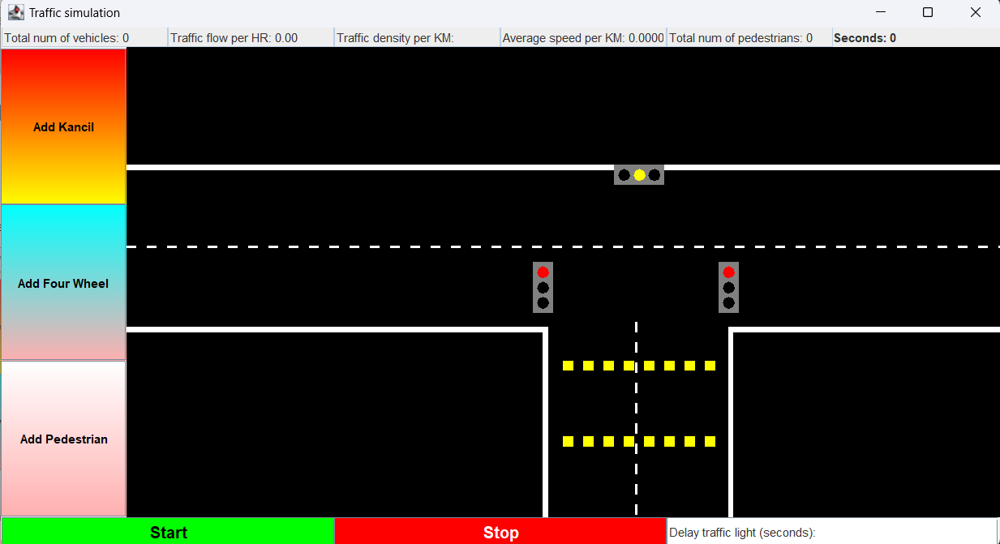 Traffic simulation
Total num of vehicles: 0
Traffic flow per HR: 0.00
Traffic density per KM:
Average speed per KM: 0.0000
Total num of pedestrians: 0
Seconds: 0
Add Kancil
Add Four Wheel
Add Pedestrian
Start
Stop
Delay traffic light (seconds):